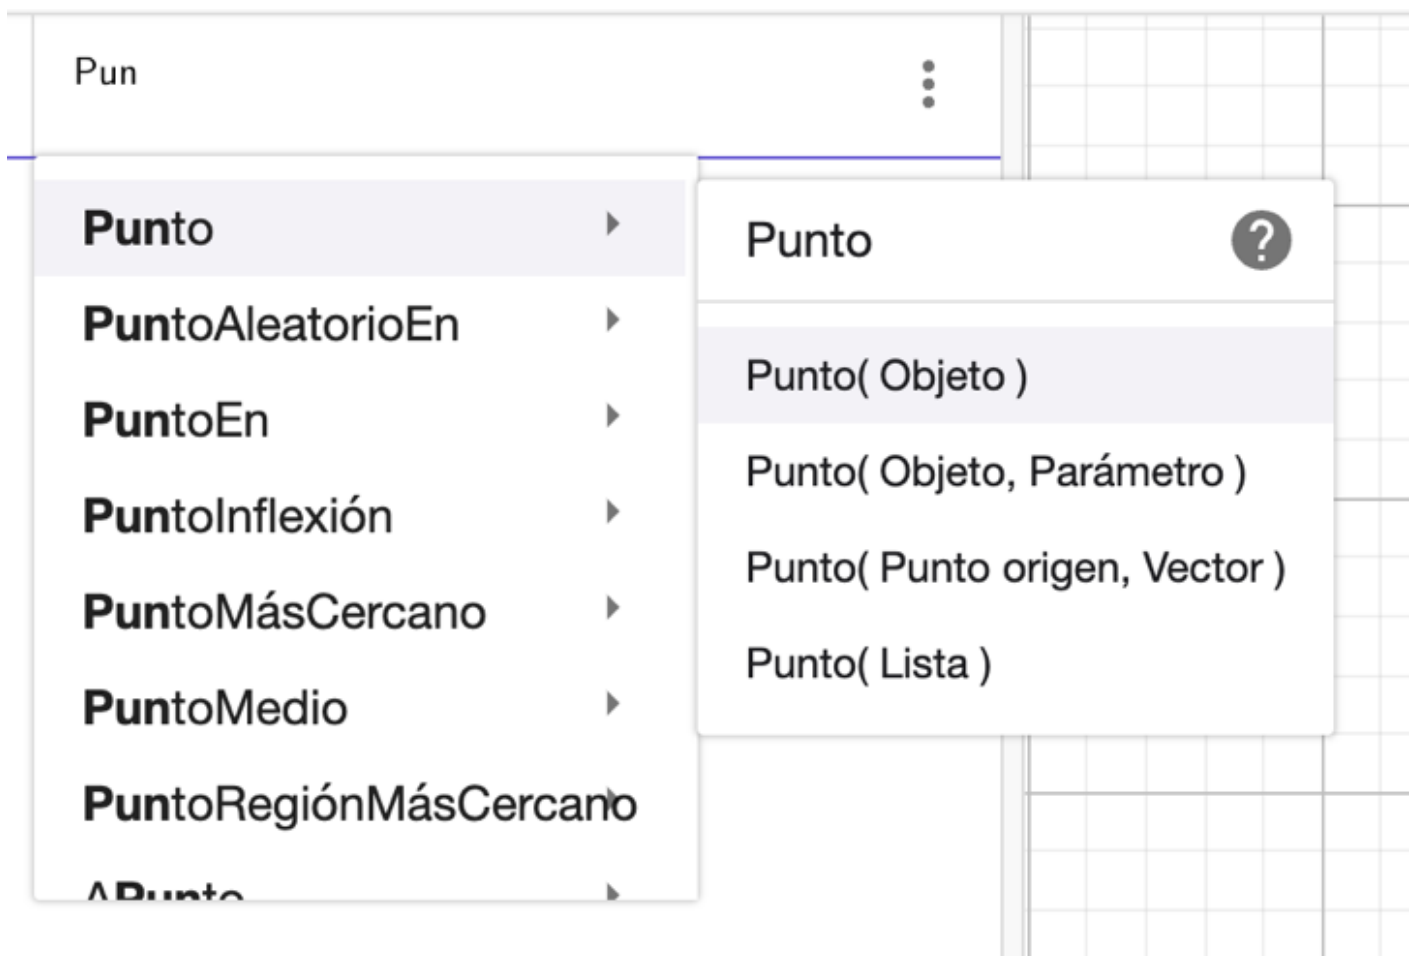 Pun
Punto
PuntoAleatorioEn
PuntoEn
PuntoInflexión
PuntoMásCercano
PuntoMedio
PuntoRegiónMásCercano
APunto
Punto
Punto( Objeto )
Punto( Objeto, Parámetro )
Punto( Punto origen, Vector )
Punto( Lista )